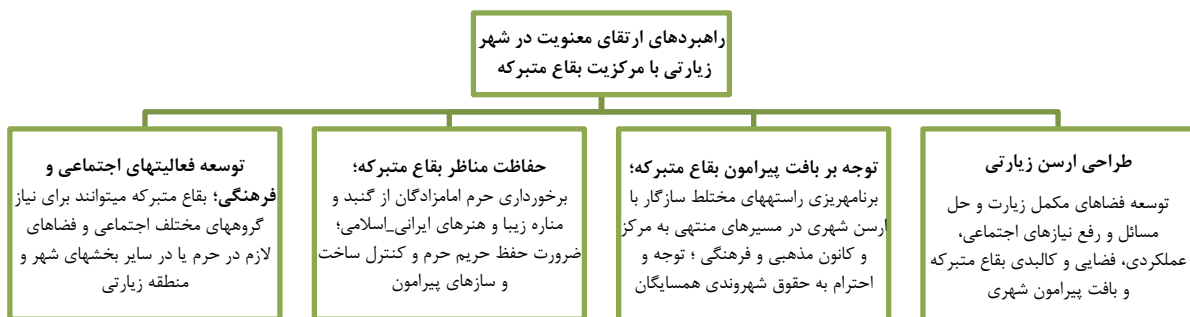 راهبردهای ارتقای معنویت در شهر
زیارتی با مرکزیت بقاع متبرکه
طراحی ارسن زیارتی
توسعه فضاهای مکمل زیارت و حل
مسائل و رفع نیازهای اجتماعی،
عملکردی، فضایی و کالبدی بقاع متبرکه
و بافت پیرامون شهری
توجه بر بافت پیرامون بقاع متبرکه؛
برنامهریزی راستههای مختلط سازگار با
ارسن شهری در مسیرهای منتهی به مرکز
و کانون مذهبی و فرهنگی ؛ توجه و
احترام به حقوق شهروندی همسایگان
حفاظت مناظر بقاع متبرکه؛
برخورداری حرم امامزادگان از گنبد و
مناره زیبا و هنرهای ایرانی_اسلامی؛
ضرورت حفظ حریم حرم و کنترل ساخت
و سازهای پیرامون
توسعه فعالیتهای اجتماعی و
فرهنگی؛ بقاع متبرکه میتوانند برای نیاز
گروههای مختلف اجتماعی و فضاهای
لازم در حرم یا در سایر بخشهای شهر و
منطقه زیارتی